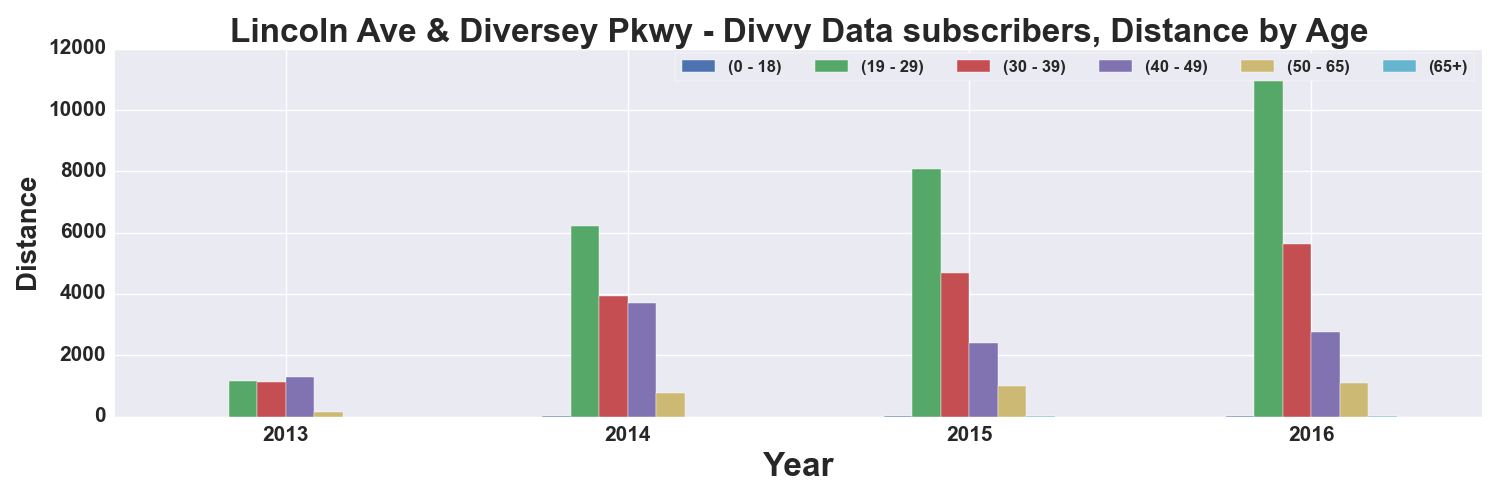 Lincoln Ave & Diversey Pkwy - Divvy Data subscribers, Distance by Age
12000
10000
8000
6000
4000
2000
0
Distance
(0 - 18) (19 - 29) (30 - 39) (40 - 49) (50 - 65) (65+)
2013 2014 2015 2016
Year